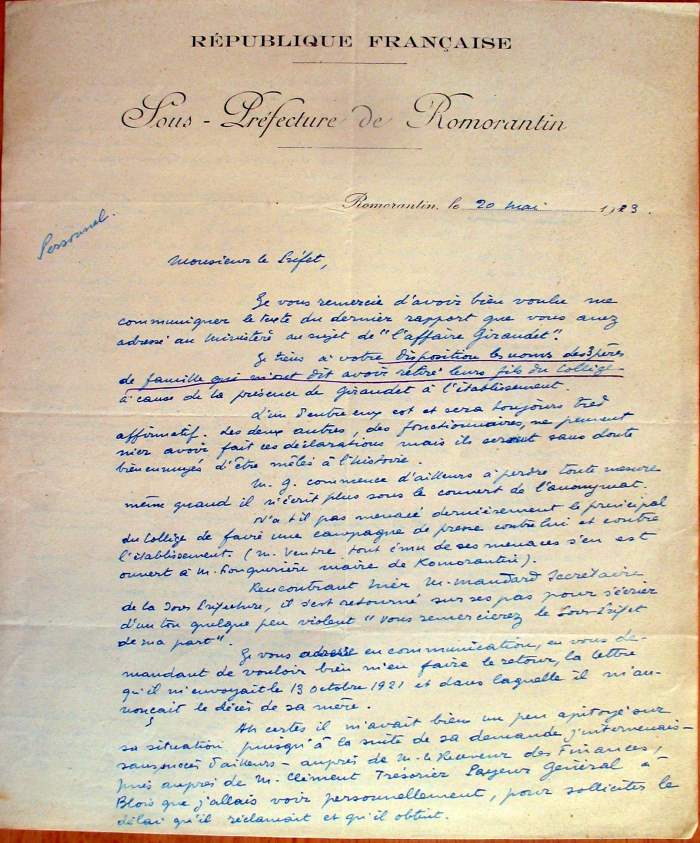 RÉPUBLIQUE FRANÇAISE
Sous-Préfecture de Romorantin
Romorantin, le 20 mai 1923.
Personnel.
Monsieur le Préfet,
Je vous remercie d'avoir bien voulu me
communiquer le texte du dernier rapport que vous avez
adressé au Ministère au sujet de "l'affaire Giraudet".
Je tiens à votre disposition les noms des 3 pères
de famille qui m'ont dit avoir retiré leurs fils du Collège
à cause de la présence de Giraudet à l'établissement.
L'un d'entre eux est et sera toujours très
affirmatif. Les deux autres, des fonctionnaires, ne peuvent
nier avoir fait ces déclarations mais ils seront sans doute
bien ennuyés d'être mêlés à l'histoire.
M. G. commence d'ailleurs à perdre toute mesure
même quand il n'écrit plus sous le couvert de l'anonymat.
N'a t il pas menacé dernièrement le principal
du Collège de faire une campagne de presse contre lui et contre
l'établissement. (M. Ventre tout ému de ses menaces s'en est
ouvert à M. maire de Romorantin).
Rencontrant hier M. Mandard Secrétaire
de la Sous Préfecture, il s'est retourné sur ses pas pour s'écrier
d'un ton quelque peu violent "Vous remercierez le Sous-Préfet
de ma part".
Je vous adresse en communication, en vous de-
mandant de vouloir bien m'en faire le retour, la lettre
qu'il m'envoyait le 13 octobre 1921 et dans laquelle il m'an-
nonçait le décès de sa mère.
Ah certes il m'avait bien un peu apitoyé sur
sa situation puisqu'à la suite de sa demande j'intervenais -
sans succès d'ailleurs - auprès de M. le Receveur des Finances,
puis auprès de M. Clément Trésorier Payeur Général à
Blois que j'allais voir personnellement, pour solliciter le
délai qu'il réclamait et qu'il obtint.